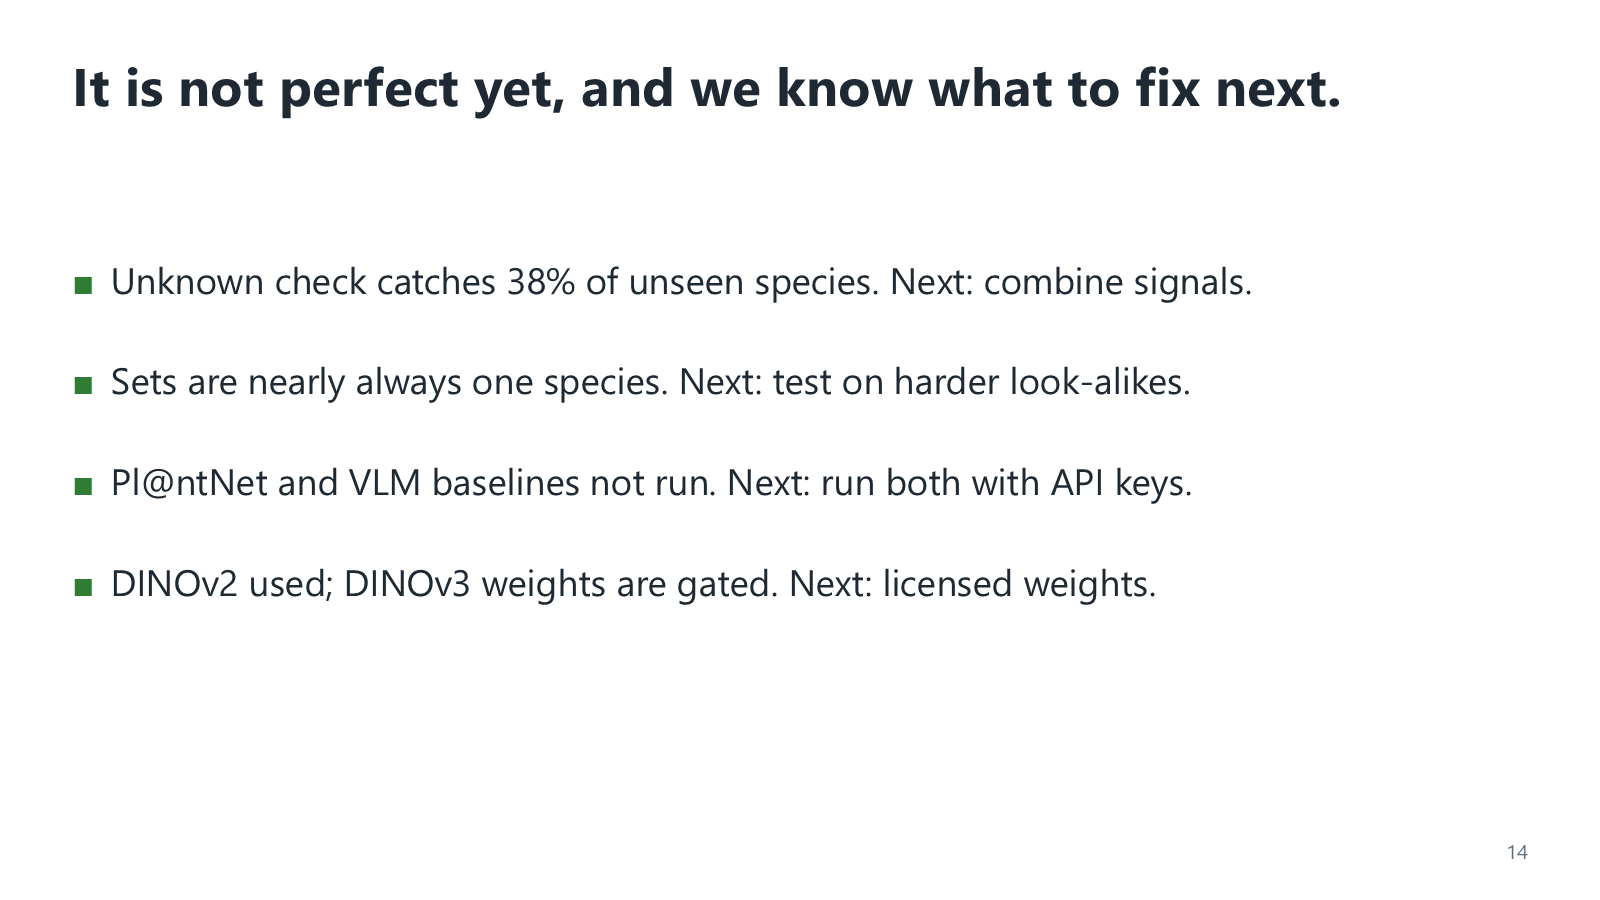 It is not perfect yet, and we know what to fix next.
■ Unknown check catches 38% of unseen species. Next: combine signals.
■ Sets are nearly always one species. Next: test on harder look-alikes.
■ Pl@ntNet and VLM baselines not run. Next: run both with API keys.
■ DINOv2 used; DINOv3 weights are gated. Next: licensed weights.
14